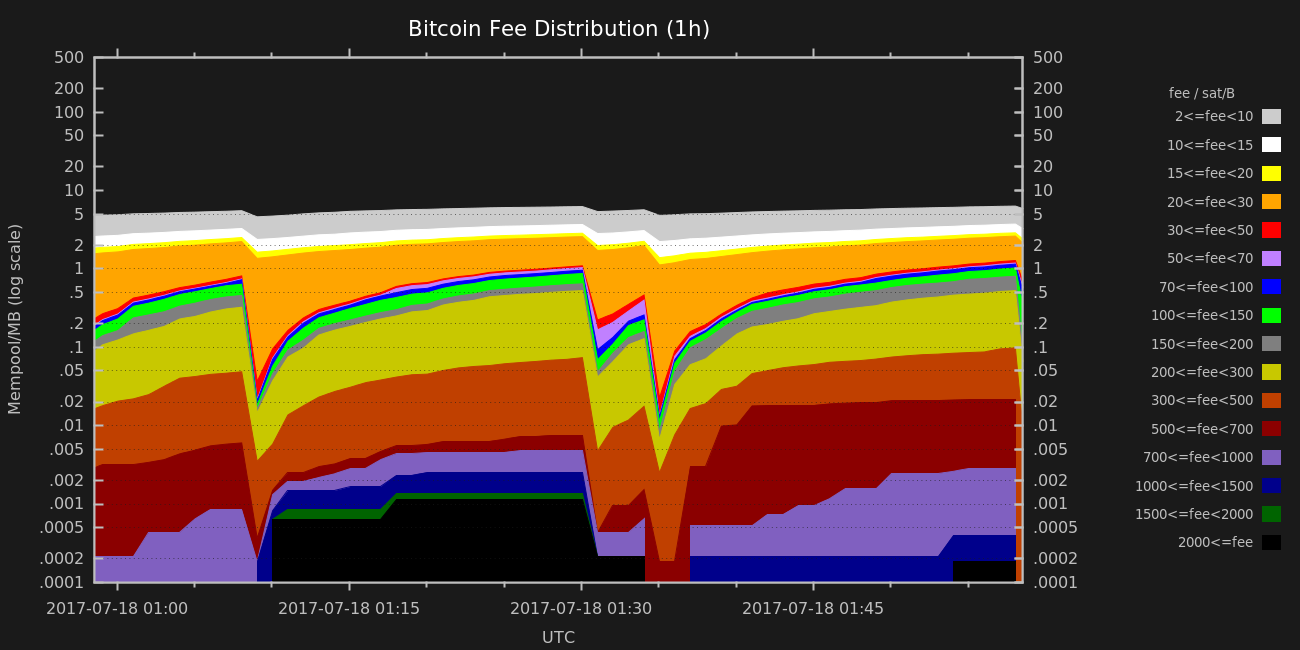 Bitcoin Fee Distribution (1h)
Mempool/MB (log scale)
500
200
100
50
20
10
5
2
1
.5
.2
.1
.05
.02
.01
.005
.002
.001
.0005
.0002
.0001
500
200
100
50
20
10
5
2
1
.5
.2
.1
.05
.02
.01
.005
.002
.001
.0005
.0002
.0001
2017-07-18 01:00
2017-07-18 01:15
2017-07-18 01:30
2017-07-18 01:45
UTC
fee / sat/B
2<=fee<10
10<=fee<15
15<=fee<20
20<=fee<30
30<=fee<50
50<=fee<70
70<=fee<100
100<=fee<150
150<=fee<200
200<=fee<300
300<=fee<500
500<=fee<700
700<=fee<1000
1000<=fee<1500
1500<=fee<2000
2000<=fee